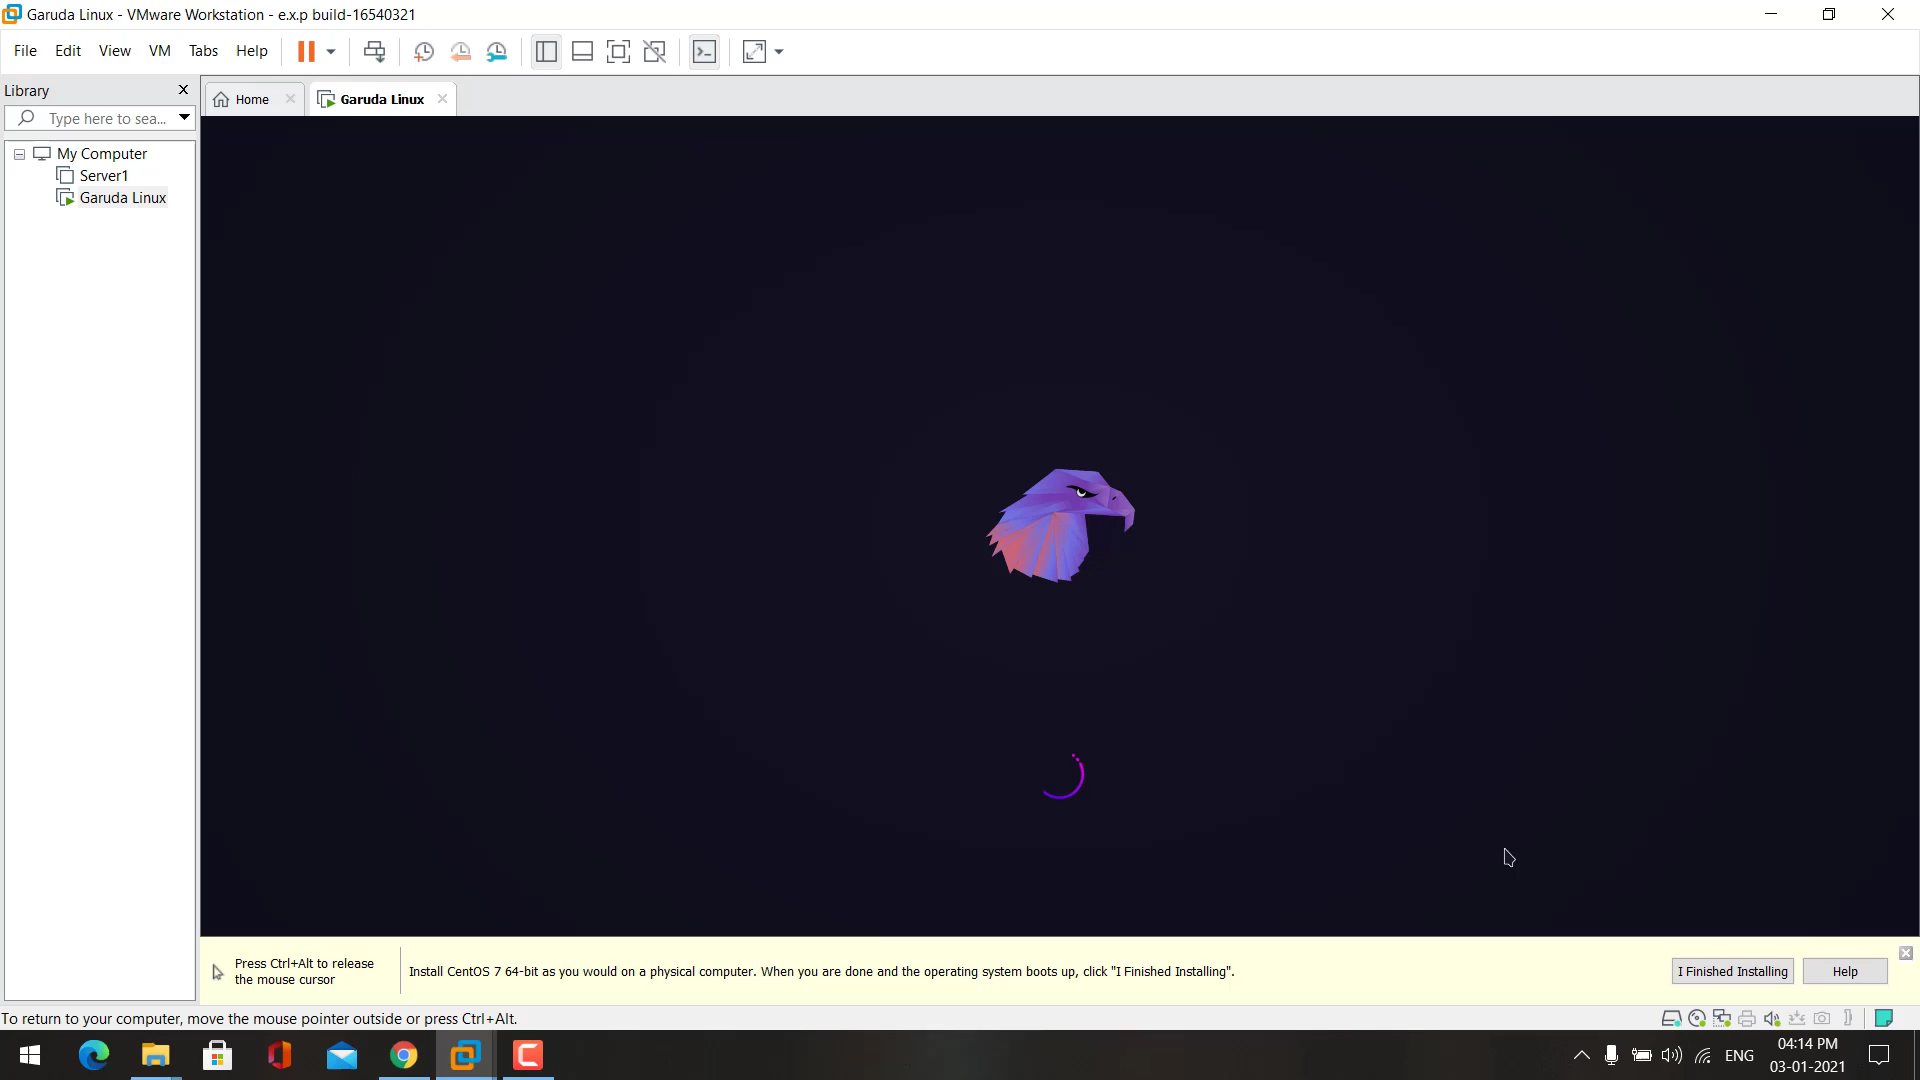 Garuda Linux - VMware Workstation - e.x.p build-16540321
File Edit View VM Tabs Help
Library
Type here to sea...
My Computer
Server1
Garuda Linux
Home
Garuda Linux
Press Ctrl+Alt to release
the mouse cursor
Install CentOS 7 64-bit as you would on a physical computer. When you are done and the operating system boots up, click "I Finished Installing".
I Finished Installing
Help
To return to your computer, move the mouse pointer outside or press Ctrl+Alt.
ENG
04:14 PM
03-01-2021